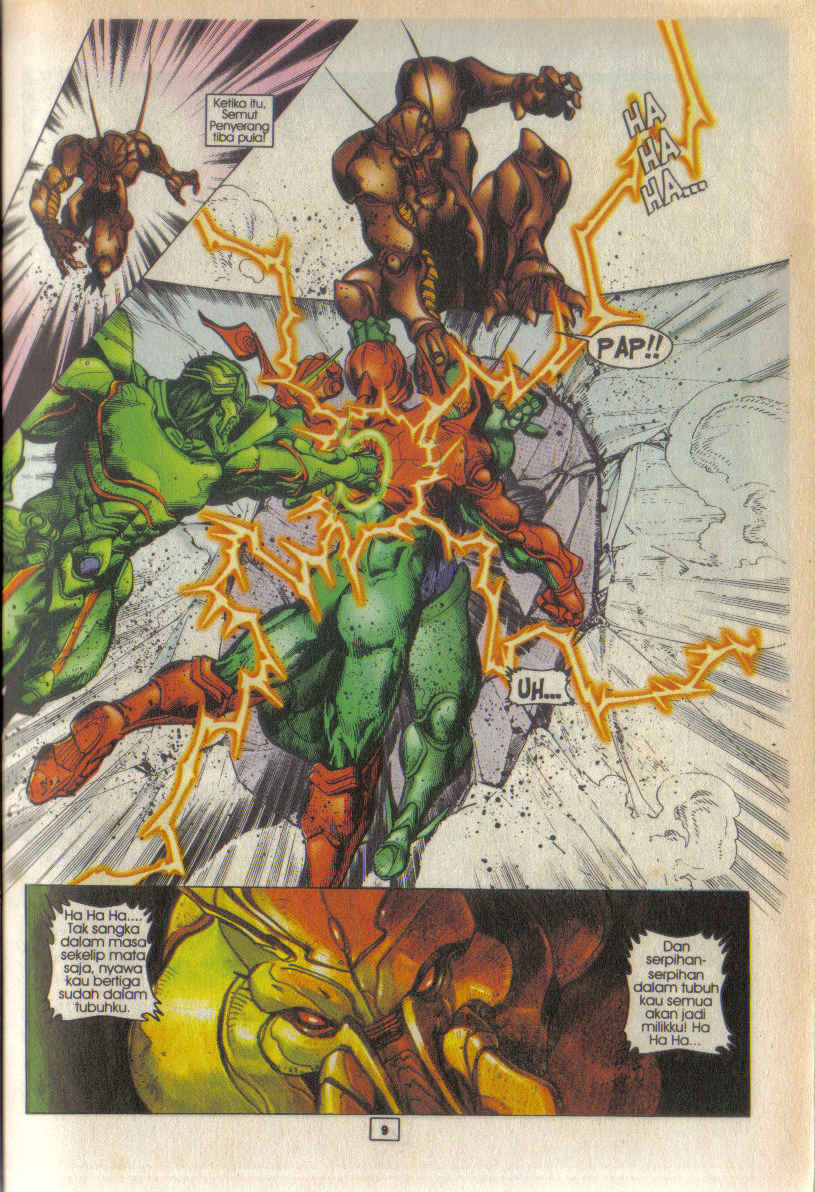 Ketika itu,
Semut
Penyerang
tiba pula!
HA
HA
HA...
PAP!!
UH...
Ha Ha Ha....
Tak sangka
dalam masa
sekelip mata
saja, nyawa
kau bertiga
sudah dalam
tubuhku.
Dan
serpihan-
serpihan
dalam tubuh
kau semua
akan jadi
milikku! Ha
Ha Ha...
9